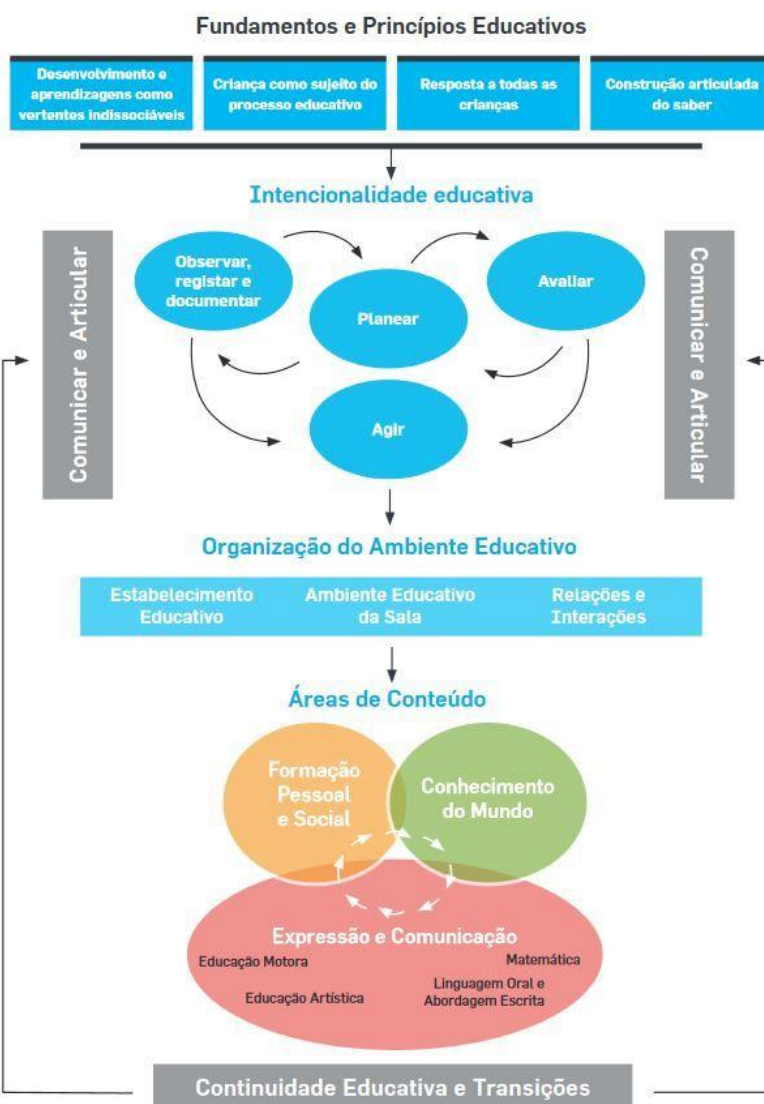 Fundamentos e Princípios Educativos
Desenvolvimento e
aprendizagens como
vertentes indissociáveis
Criança como sujeito do
processo educativo
Resposta a todas as
crianças
Construção articulada
do saber
Intencionalidade educativa
Comunicar e Articular
Observar,
registar e
documentar
Planear
Avaliar
Agir
Comunicar e Articular
Organização do Ambiente Educativo
Estabelecimento
Educativo
Ambiente Educativo
da Sala
Relações e
Interações
Áreas de Conteúdo
Formação
Pessoal
e Social
Conhecimento
do Mundo
Expressão e Comunicação
Educação Motora
Matemática
Educação Artística
Linguagem Oral e
Abordagem Escrita
Continuidade Educativa e Transições